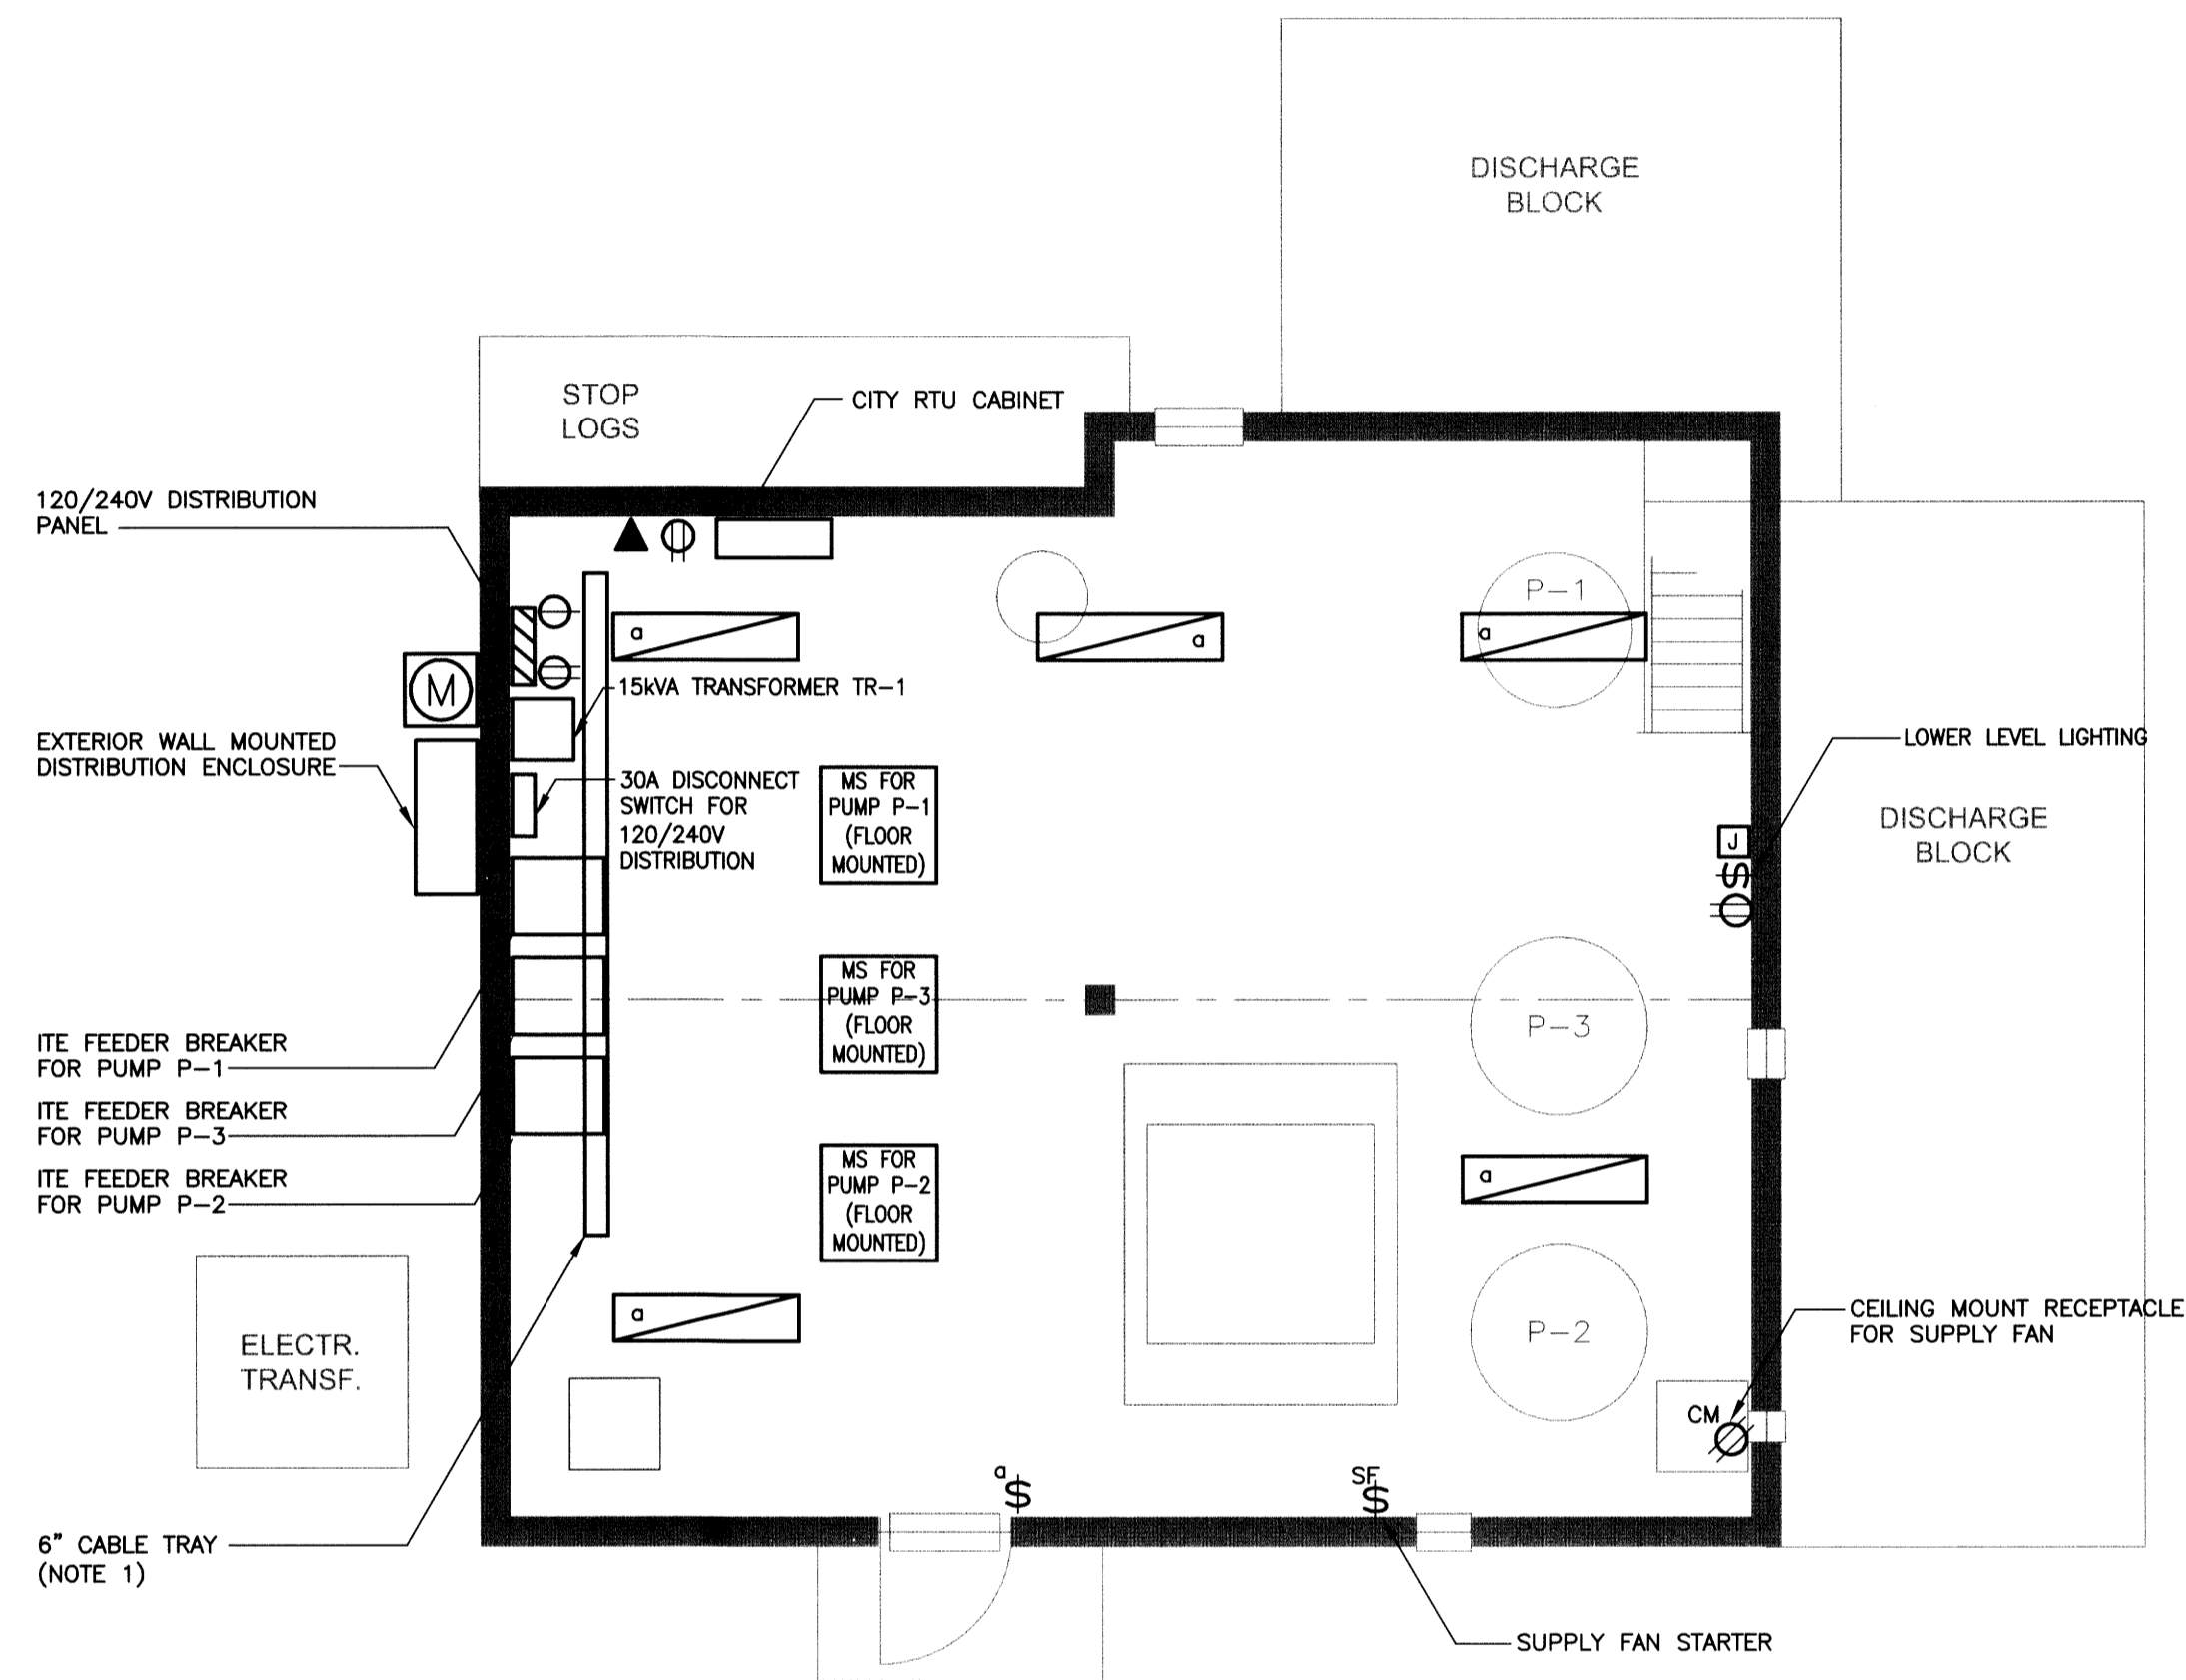 DISCHARGE
BLOCK
STOP
LOGS
CITY RTU CABINET
120/240V DISTRIBUTION
PANEL
P-1
a
a
a
M
15kVA TRANSFORMER TR-1
EXTERIOR WALL MOUNTED
DISTRIBUTION ENCLOSURE
30A DISCONNECT
SWITCH FOR
120/240V
DISTRIBUTION
MS FOR
PUMP P-1
(FLOOR
MOUNTED)
LOWER LEVEL LIGHTING
J
$
DISCHARGE
BLOCK
MS FOR
PUMP P-3
(FLOOR
MOUNTED)
P-3
ITE FEEDER BREAKER
FOR PUMP P-1
ITE FEEDER BREAKER
FOR PUMP P-3
ITE FEEDER BREAKER
FOR PUMP P-2
MS FOR
PUMP P-2
(FLOOR
MOUNTED)
a
a
P-2
ELECTR.
TRANSF.
CEILING MOUNT RECEPTACLE
FOR SUPPLY FAN
CM
a
$
SF
$
6" CABLE TRAY
(NOTE 1)
SUPPLY FAN STARTER